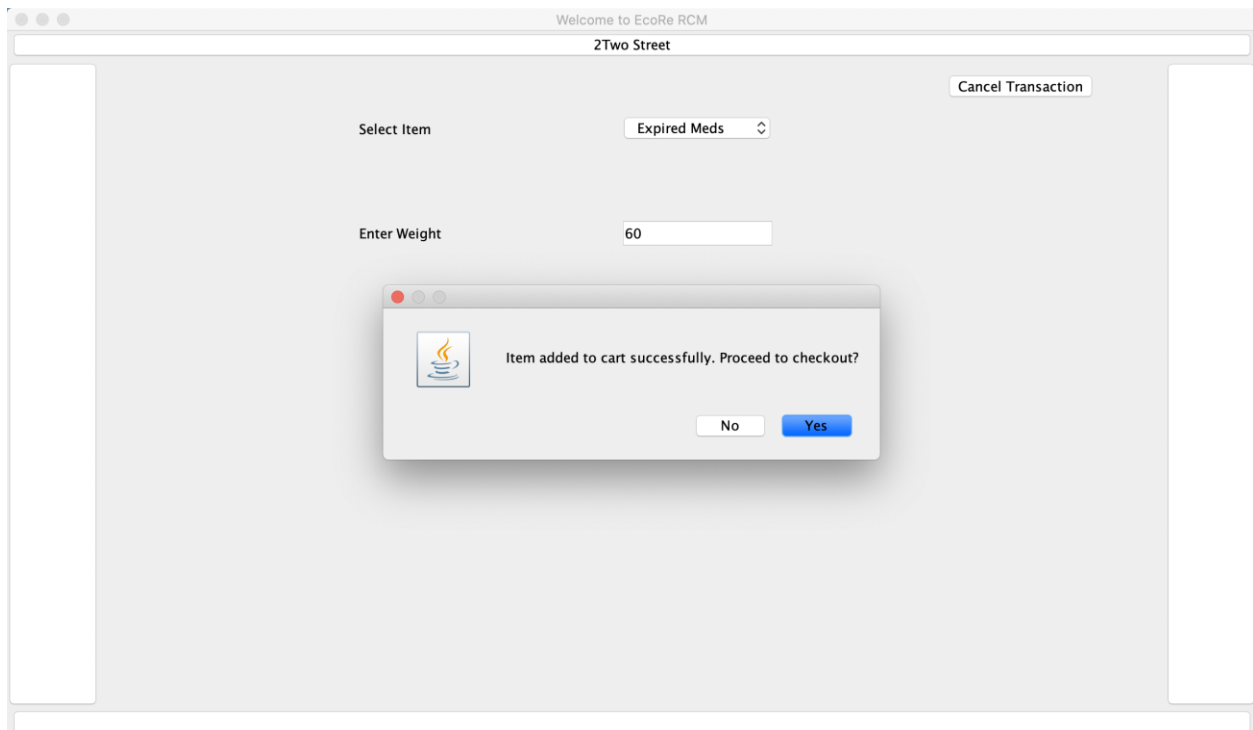 Welcome to EcoRe RCM
2Two Street
Cancel Transaction
Select Item Expired Meds
Enter Weight 60
Item added to cart successfully. Proceed to checkout?
No Yes